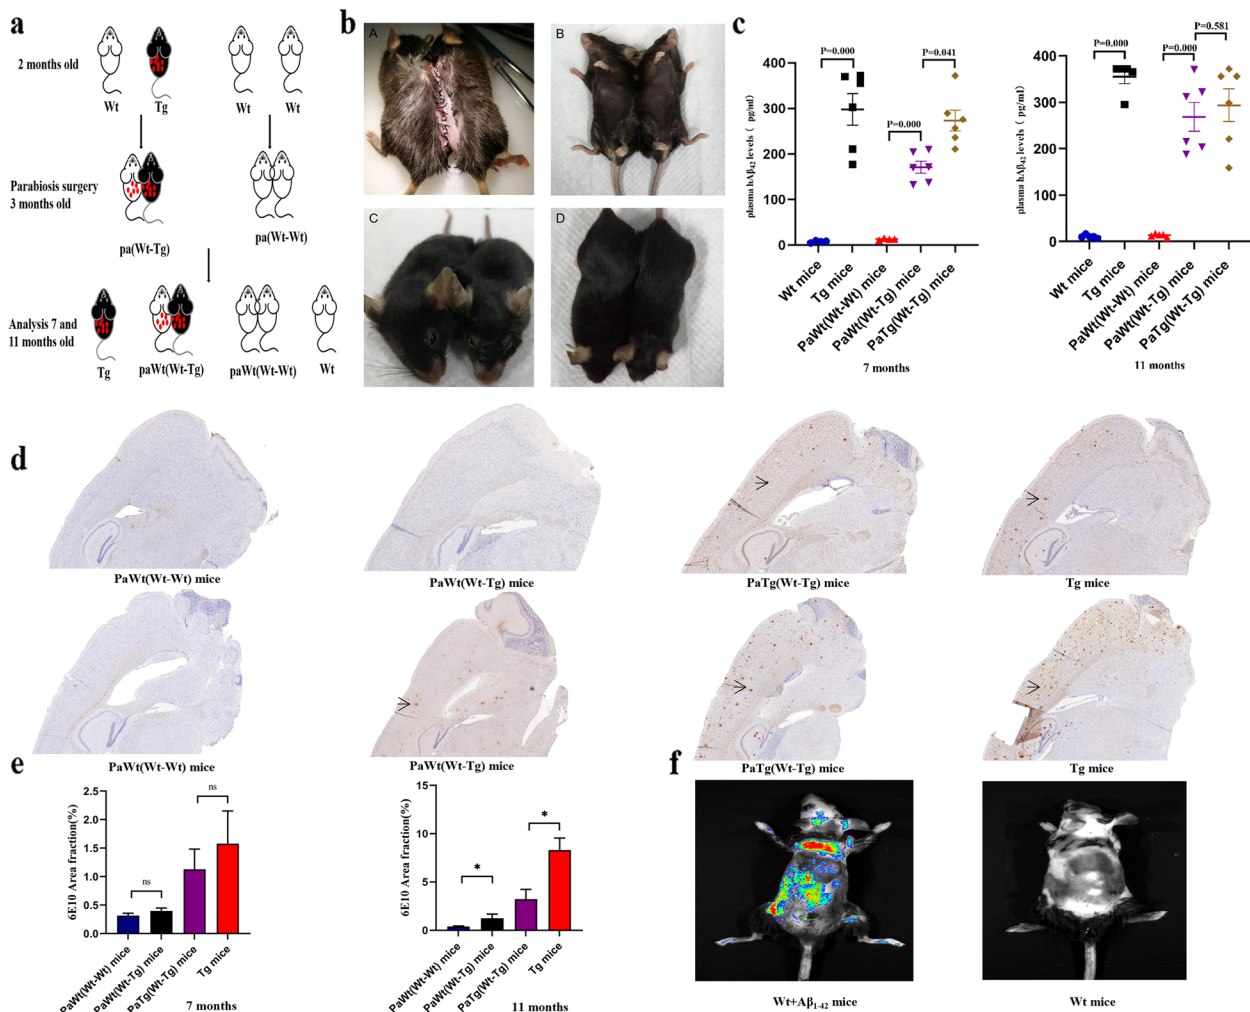 a
2 months old
Wt
Tg
Wt
Wt
Parabiosis surgery
3 months old
pa(Wt-Tg)
pa(Wt-Wt)
Analysis 7 and
11 months old
Tg
paWt(Wt-Tg)
paWt(Wt-Wt)
Wt
b
A
B
C
D
c
plasma hAβ42 levels ( pg/ml)
400
300
200
100
0
P=0.000
P=0.000
P=0.041
Wt mice
Tg mice
PaWt(Wt-Wt) mice
PaWt(Wt-Tg) mice
PaTg(Wt-Tg) mice
7 months
plasma hAβ42 levels ( pg/ml)
400
300
200
100
0
P=0.000
P=0.000
P=0.581
Wt mice
Tg mice
PaWt(Wt-Wt) mice
PaWt(Wt-Tg) mice
PaTg(Wt-Tg) mice
11 months
d
PaWt(Wt-Wt) mice
PaWt(Wt-Tg) mice
PaTg(Wt-Tg) mice
Tg mice
PaWt(Wt-Wt) mice
PaWt(Wt-Tg) mice
PaTg(Wt-Tg) mice
Tg mice
e
6E10 Area fraction(%)
2.5
2.0
1.5
1.0
0.5
0.0
ns
ns
PaWt(Wt-Wt) mice
PaWt(Wt-Tg) mice
PaTg(Wt-Tg) mice
Tg mice
7 months
6E10 Area fraction(%)
15
10
5
0
*
*
PaWt(Wt-Wt) mice
PaWt(Wt-Tg) mice
PaTg(Wt-Tg) mice
Tg mice
11 months
f
Wt+Aβ1-42 mice
Wt mice